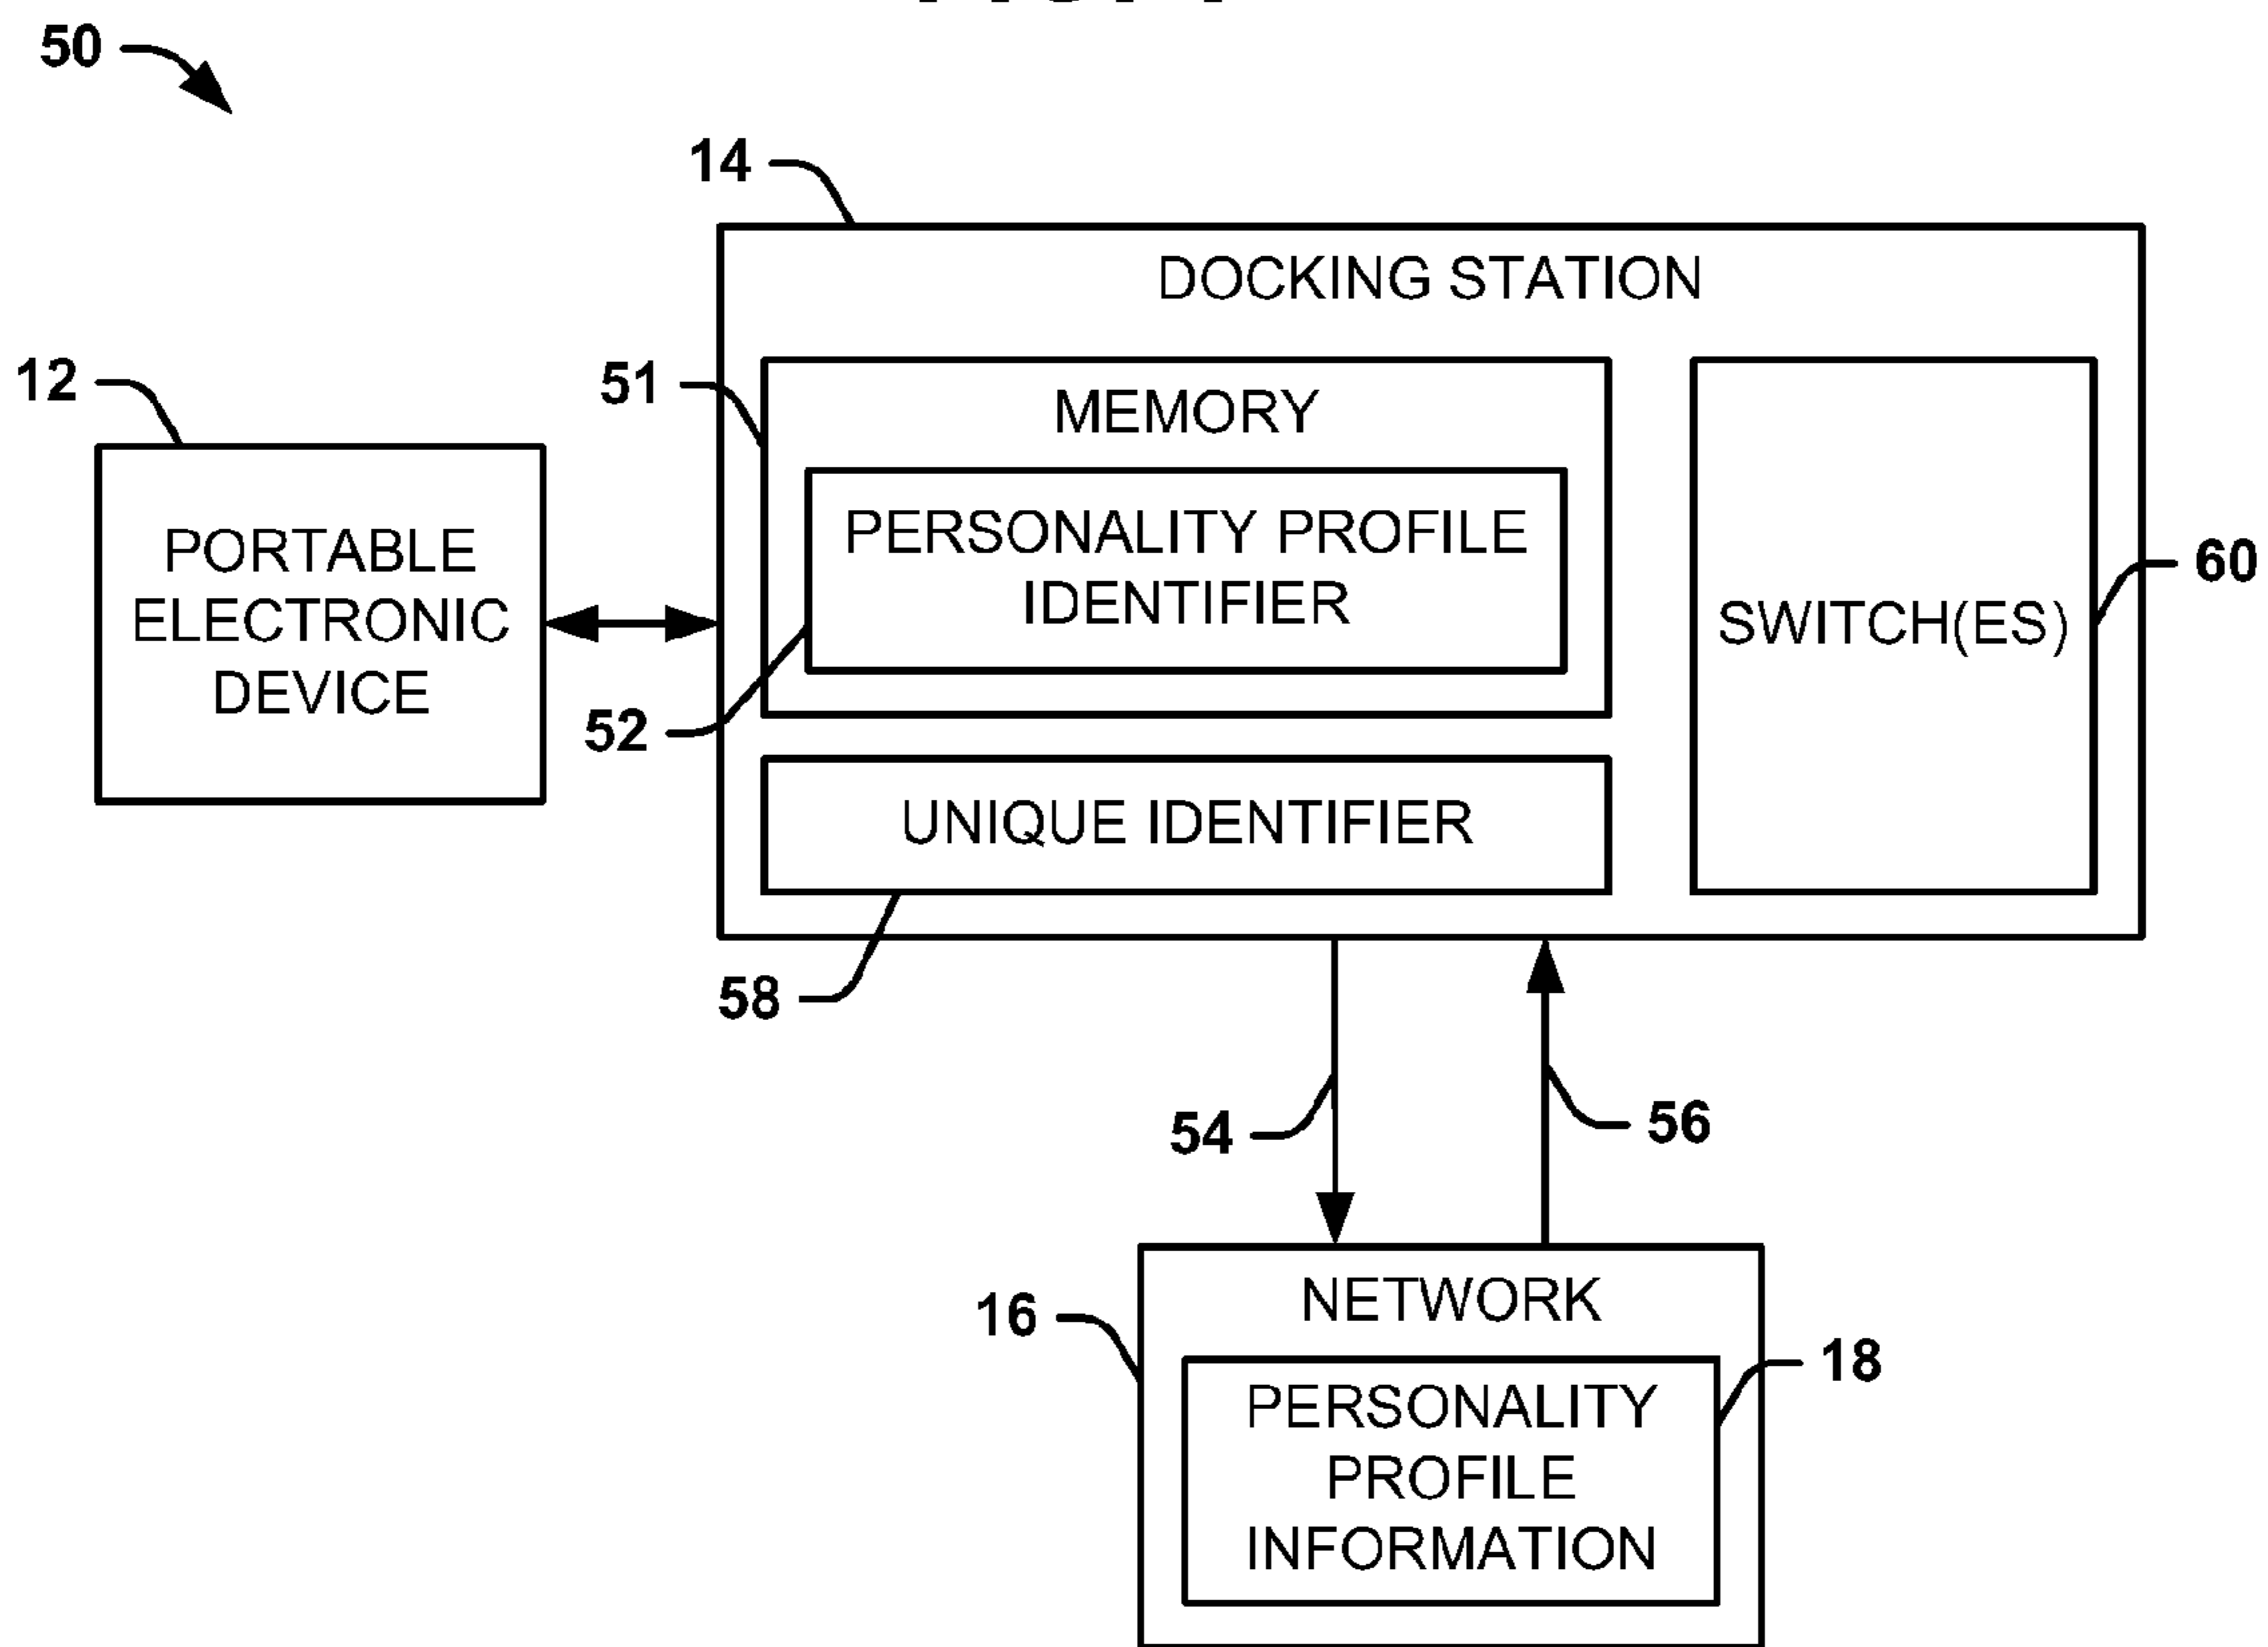 50
14
DOCKING STATION
12
51
MEMORY
PERSONALITY PROFILE
IDENTIFIER
PORTABLE
ELECTRONIC
DEVICE
60
SWITCH(ES)
52
UNIQUE IDENTIFIER
58
54
56
NETWORK
16
18
PERSONALITY
PROFILE
INFORMATION